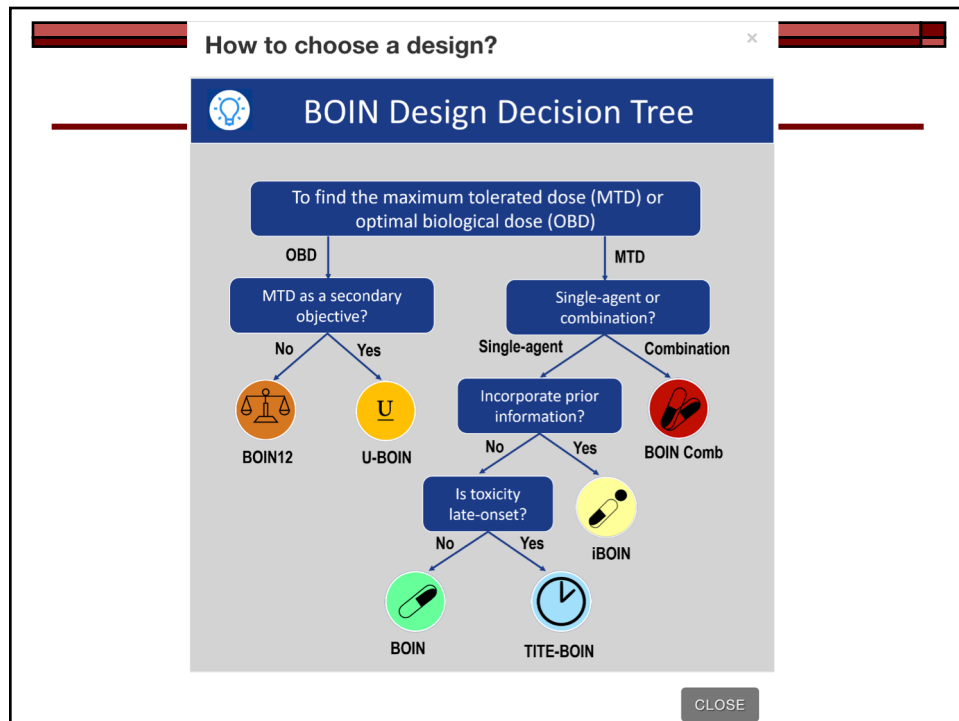 How to choose a design?
×
BOIN Design Decision Tree
To find the maximum tolerated dose (MTD) or
optimal biological dose (OBD)
OBD
MTD
MTD as a secondary
objective?
Single-agent or
combination?
No
Yes
Single-agent
Combination
BOIN12
U
U-BOIN
Incorporate prior
information?
BOIN Comb
No
Yes
Is toxicity
late-onset?
iBOIN
No
Yes
BOIN
TITE-BOIN
CLOSE